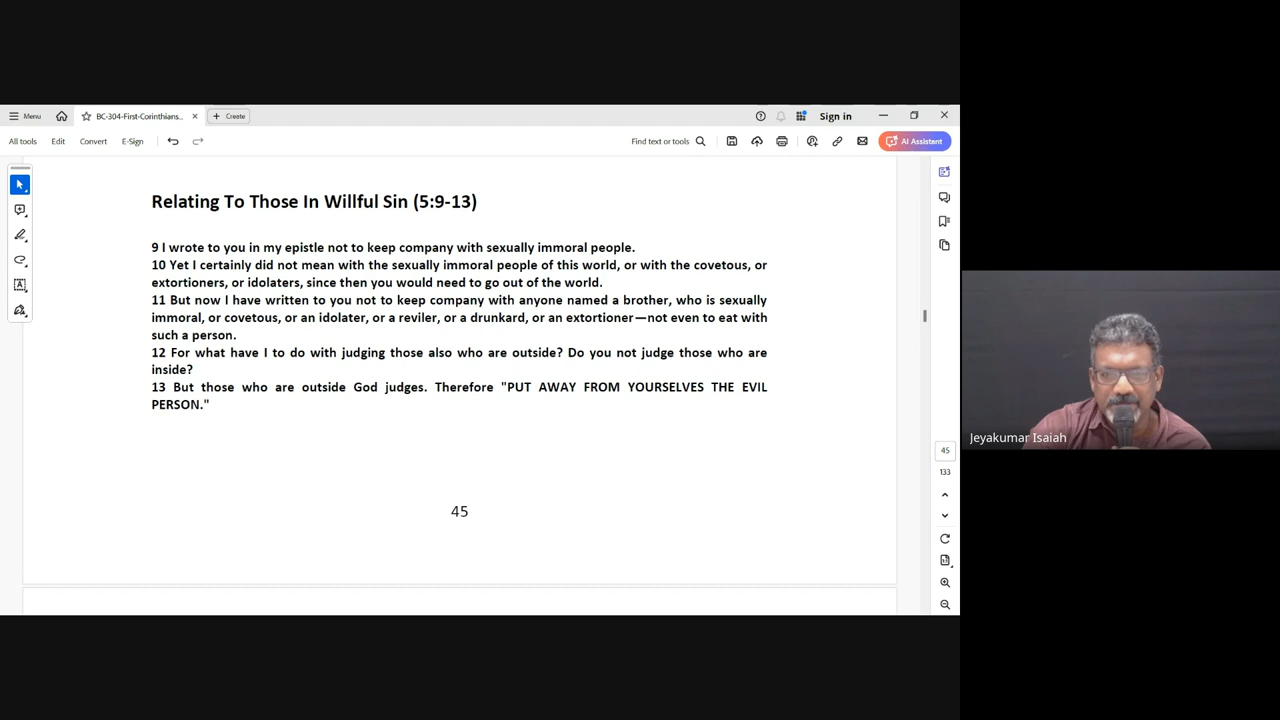 Menu
BC-304-First-Corinthians...
Create
Sign in
All tools
Edit
Convert
E-Sign
Find text or tools
AI Assistant
Relating To Those In Willful Sin (5:9-13)
9 I wrote to you in my epistle not to keep company with sexually immoral people.
10 Yet I certainly did not mean with the sexually immoral people of this world, or with the covetous, or
extortioners, or idolaters, since then you would need to go out of the world.
11 But now I have written to you not to keep company with anyone named a brother, who is sexually
immoral, or covetous, or an idolater, or a reviler, or a drunkard, or an extortioner—not even to eat with
such a person.
12 For what have I to do with judging those also who are outside? Do you not judge those who are
inside?
13 But those who are outside God judges. Therefore "PUT AWAY FROM YOURSELVES THE EVIL
PERSON."
45
45
133
Jeyakumar Isaiah